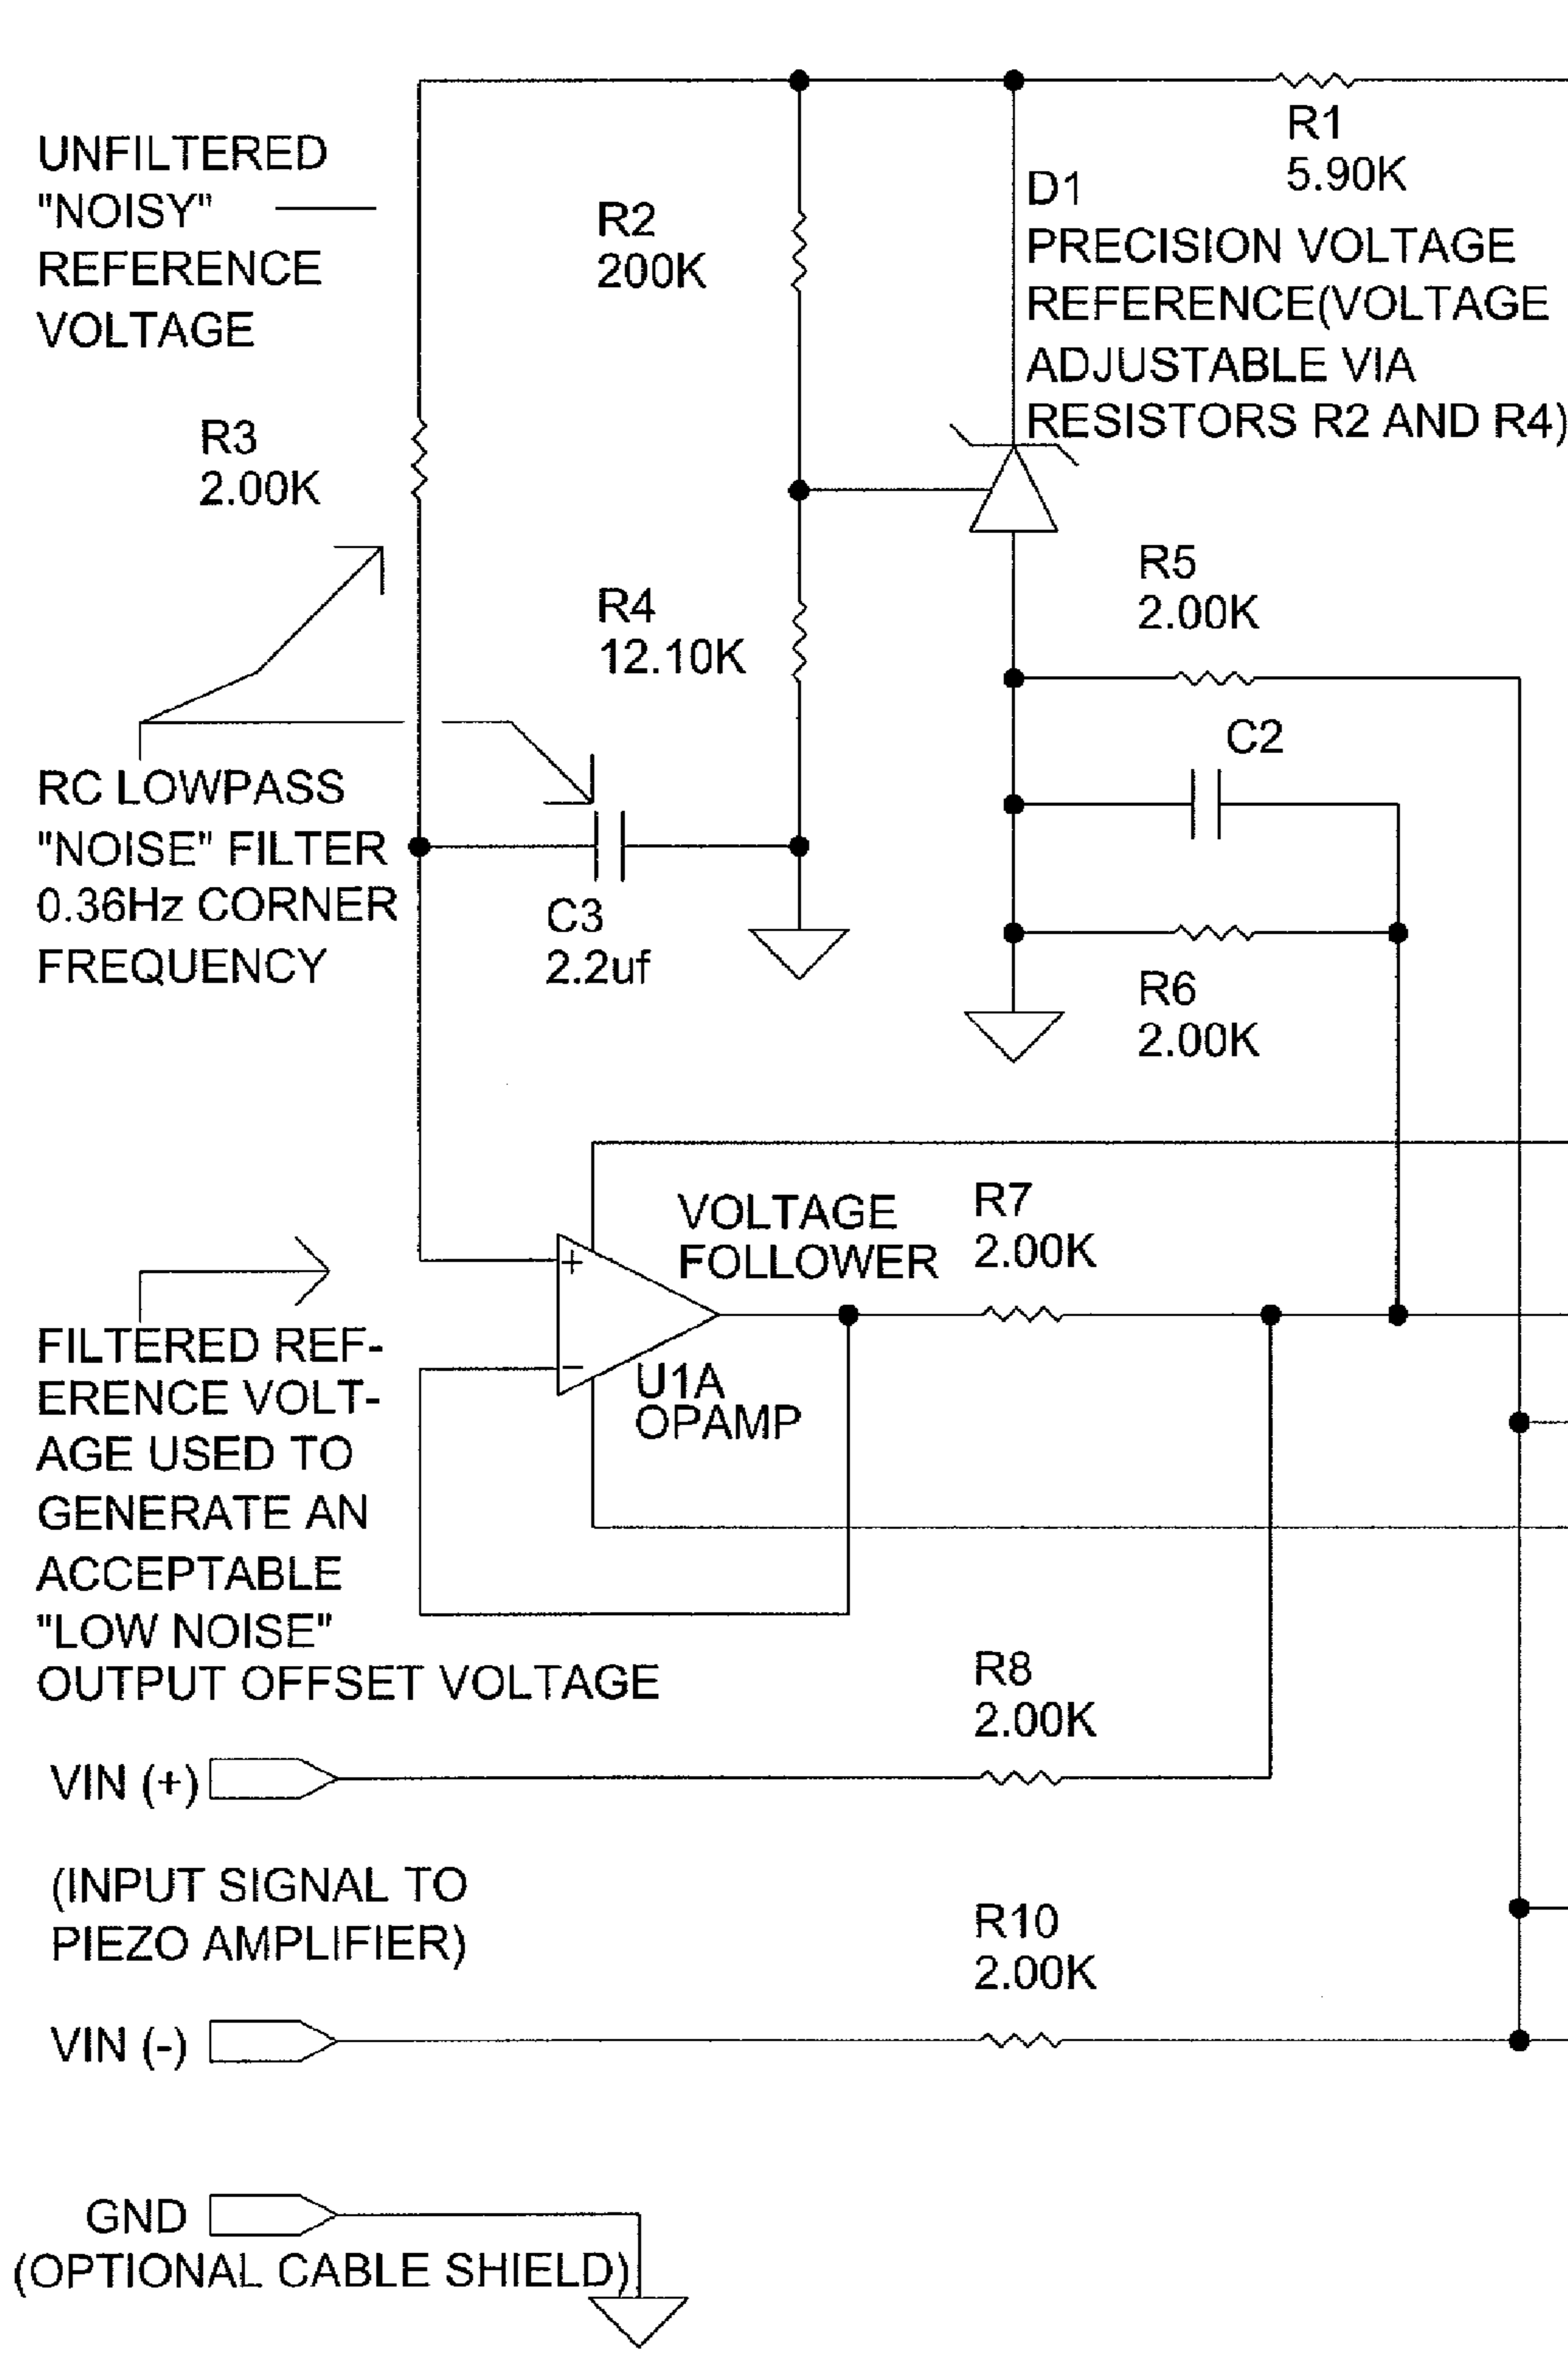 UNFILTERED
"NOISY"
REFERENCE
VOLTAGE
R1
5.90K
D1
PRECISION VOLTAGE
REFERENCE(VOLTAGE
ADJUSTABLE VIA
RESISTORS R2 AND R4)
R2
200K
R3
2.00K
R4
12.10K
R5
2.00K
C2
RC LOWPASS
"NOISE" FILTER
0.36Hz CORNER
FREQUENCY
C3
2.2uf
R6
2.00K
VOLTAGE
FOLLOWER
R7
2.00K
+
−
U1A
OPAMP
FILTERED REF-
ERENCE VOLT-
AGE USED TO
GENERATE AN
ACCEPTABLE
"LOW NOISE"
OUTPUT OFFSET VOLTAGE
R8
2.00K
VIN (+)
(INPUT SIGNAL TO
PIEZO AMPLIFIER)
R10
2.00K
VIN (-)
GND
(OPTIONAL CABLE SHIELD)